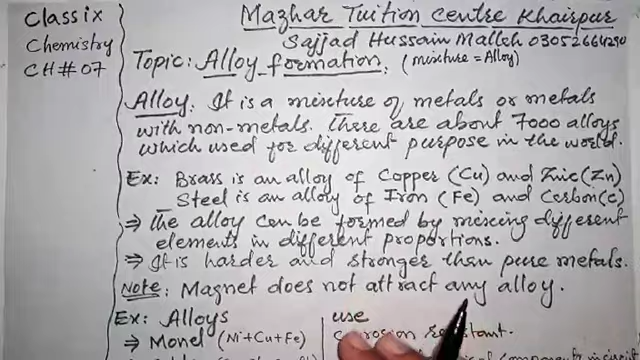 Class ix
Chemistry
CH#07
Mazhar Tuition Centre Khairpur
Sajjad Hussain Mallah 03052664290
Topic: Alloy formation. (mixture = Alloy)
Alloy. It is a mixture of metals or metals
with non-metals. There are about 7000 alloys
which used for different purpose in the world.
Ex: Brass is an alloy of Copper (Cu) and Zinc (Zn)
Steel is an alloy of Iron (Fe) and Carbon (C)
⇒ the alloy can be formed by mixing different
elements in different proportions.
⇒ It is harder and stronger than pure metals.
Note: Magnet does not attract any alloy.
Ex: Alloys use
⇒ Monel (Ni+Cu+Fe) Corrosion resistant.